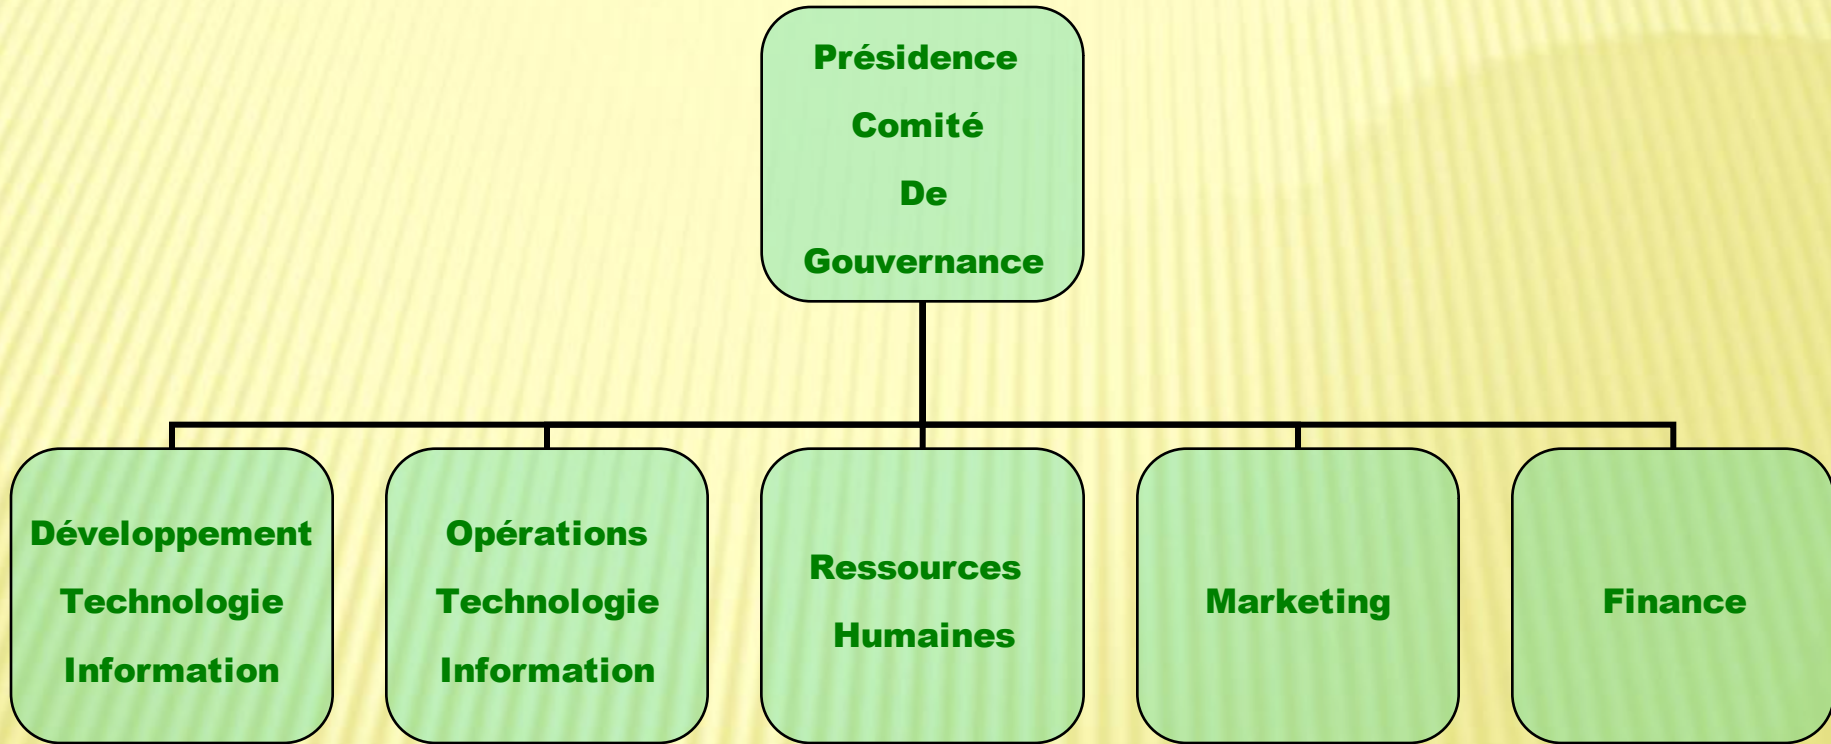 Présidence
Comité
De
Gouvernance
Développement
Technologie
Information
Opérations
Technologie
Information
Ressources
Humaines
Marketing
Finance